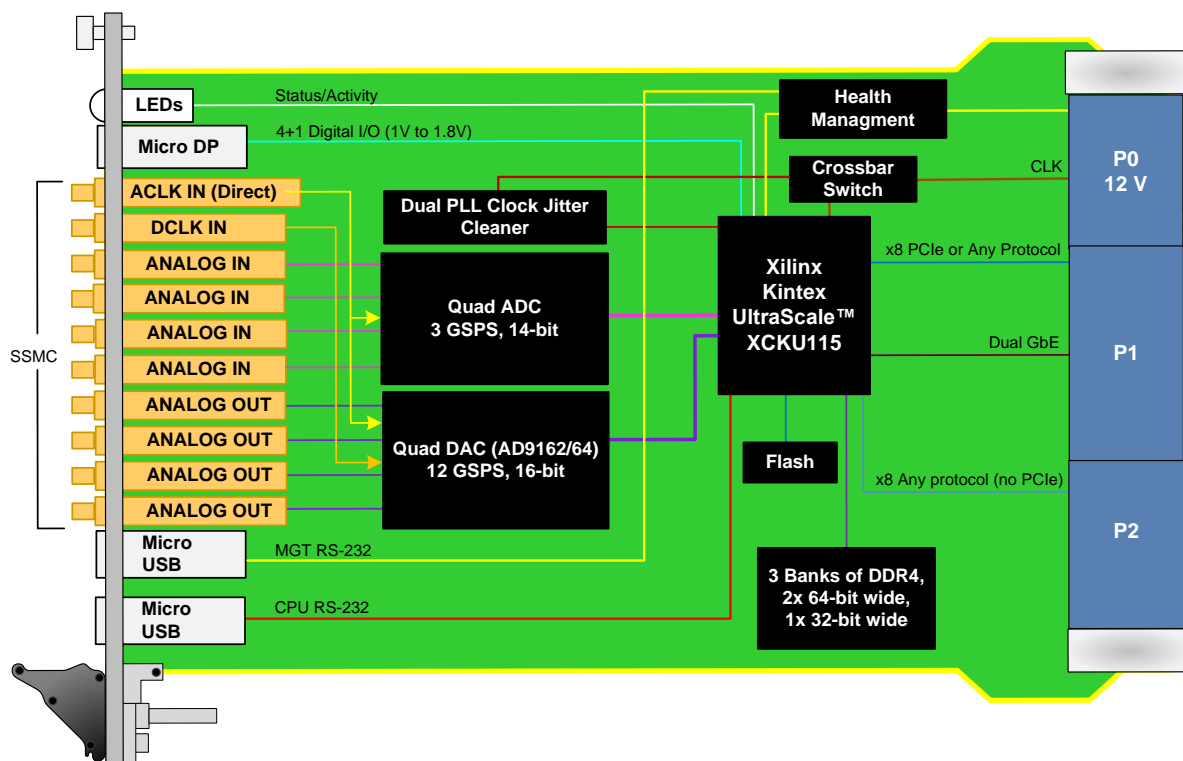 LEDs
Status/Activity
Micro DP
4+1 Digital I/O (1V to 1.8V)
Health
Managment
Crossbar
Switch
CLK
P0
12 V
SSMC
ACLK IN (Direct)
DCLK IN
ANALOG IN
ANALOG IN
ANALOG IN
ANALOG IN
ANALOG OUT
ANALOG OUT
ANALOG OUT
ANALOG OUT
Dual PLL Clock Jitter
Cleaner
Quad ADC
3 GSPS, 14-bit
Quad DAC (AD9162/64)
12 GSPS, 16-bit
Xilinx
Kintex
UltraScale™
XCKU115
x8 PCIe or Any Protocol
Dual GbE
P1
Flash
x8 Any protocol (no PCIe)
P2
Micro
USB
MGT RS-232
Micro
USB
CPU RS-232
3 Banks of DDR4,
2x 64-bit wide,
1x 32-bit wide